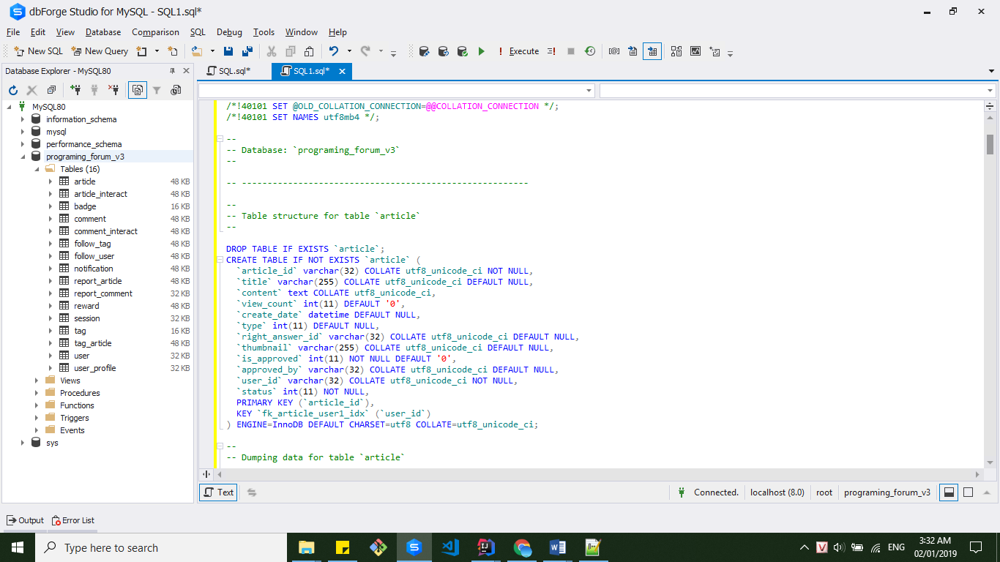 dbForge Studio for MySQL - SQL1.sql*
File Edit View Database Comparison SQL Debug Tools Window Help
New SQL New Query Execute
Database Explorer - MySQL80
SQL.sql* SQL1.sql*
MySQL80
information_schema
mysql
performance_schema
programing_forum_v3
Tables (16)
article 48 KB
article_interact 48 KB
badge 16 KB
comment 48 KB
comment_interact 48 KB
follow_tag 48 KB
follow_user 48 KB
notification 48 KB
report_article 48 KB
report_comment 32 KB
reward 48 KB
session 32 KB
tag 16 KB
tag_article 48 KB
user 32 KB
user_profile 32 KB
Views
Procedures
Functions
Triggers
Events
sys
/*!40101 SET @OLD_COLLATION_CONNECTION=@@COLLATION_CONNECTION */;
/*!40101 SET NAMES utf8mb4 */;
--
-- Database: `programing_forum_v3`
--
-- --------------------------------------------------------
--
-- Table structure for table `article`
--
DROP TABLE IF EXISTS `article`;
CREATE TABLE IF NOT EXISTS `article` (
`article_id` varchar(32) COLLATE utf8_unicode_ci NOT NULL,
`title` varchar(255) COLLATE utf8_unicode_ci DEFAULT NULL,
`content` text COLLATE utf8_unicode_ci,
`view_count` int(11) DEFAULT '0',
`create_date` datetime DEFAULT NULL,
`type` int(11) DEFAULT NULL,
`right_answer_id` varchar(32) COLLATE utf8_unicode_ci DEFAULT NULL,
`thumbnail` varchar(255) COLLATE utf8_unicode_ci DEFAULT NULL,
`is_approved` int(11) NOT NULL DEFAULT '0',
`approved_by` varchar(32) COLLATE utf8_unicode_ci DEFAULT NULL,
`user_id` varchar(32) COLLATE utf8_unicode_ci NOT NULL,
`status` int(11) NOT NULL,
PRIMARY KEY (`article_id`),
KEY `fk_article_user1_idx` (`user_id`)
) ENGINE=InnoDB DEFAULT CHARSET=utf8 COLLATE=utf8_unicode_ci;
--
-- Dumping data for table `article`
Text Connected. localhost (8.0) root programing_forum_v3
Output Error List
Type here to search
ENG
3:32 AM
02/01/2019